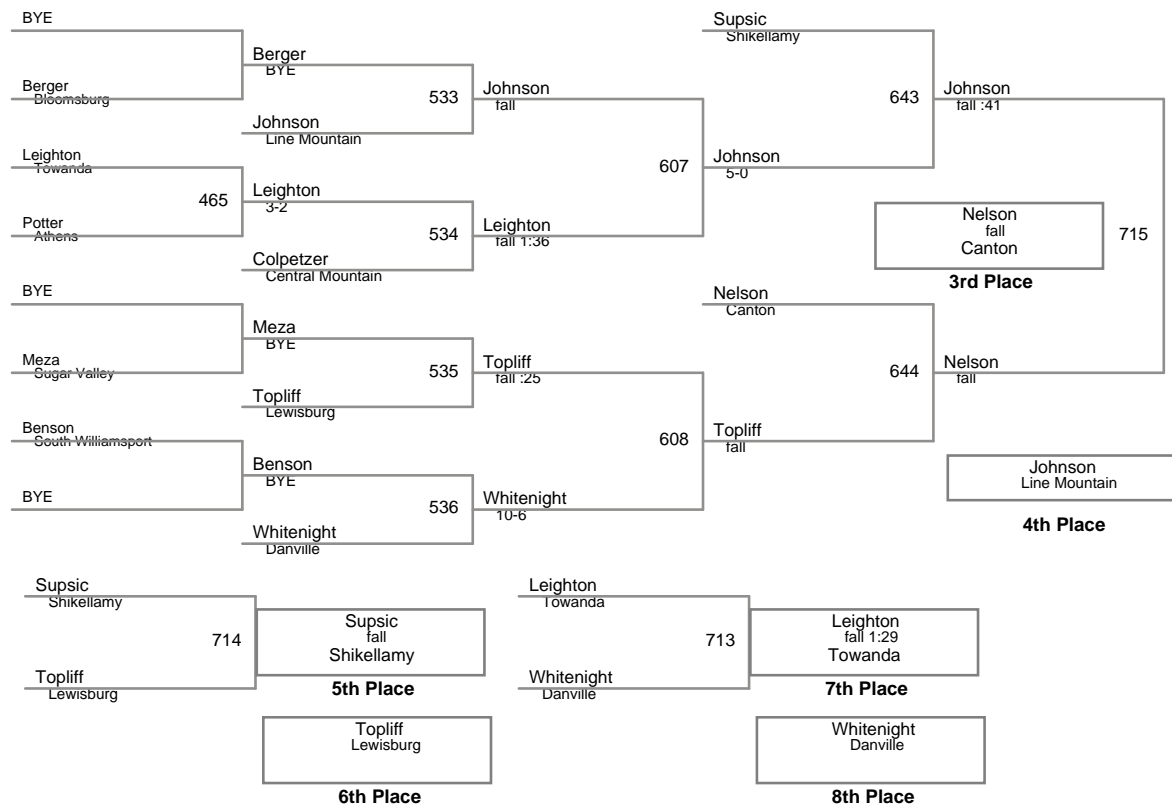 BYE
Supsic
Shikellamy
Berger
BYE
Berger
Bloomsburg
533
Johnson
fall
643
Johnson
fall :41
Johnson
Line Mountain
Leighton
Towanda
607
Johnson
5-0
465
Leighton
3-2
Potter
Athens
534
Leighton
fall 1:36
Nelson
fall
Canton
715
Colpetzer
Central Mountain
3rd Place
BYE
Nelson
Canton
Meza
BYE
Meza
Sugar Valley
535
Topliff
fall :25
644
Nelson
fall
Topliff
Lewisburg
Benson
South Williamsport
608
Topliff
fall
Benson
BYE
Johnson
Line Mountain
BYE
536
Whitenight
10-6
4th Place
Whitenight
Danville
Supsic
Shikellamy
Leighton
Towanda
714
Supsic
fall
Shikellamy
713
Leighton
fall 1:29
Towanda
Topliff
Lewisburg
5th Place
Whitenight
Danville
7th Place
Topliff
Lewisburg
Whitenight
Danville
6th Place
8th Place